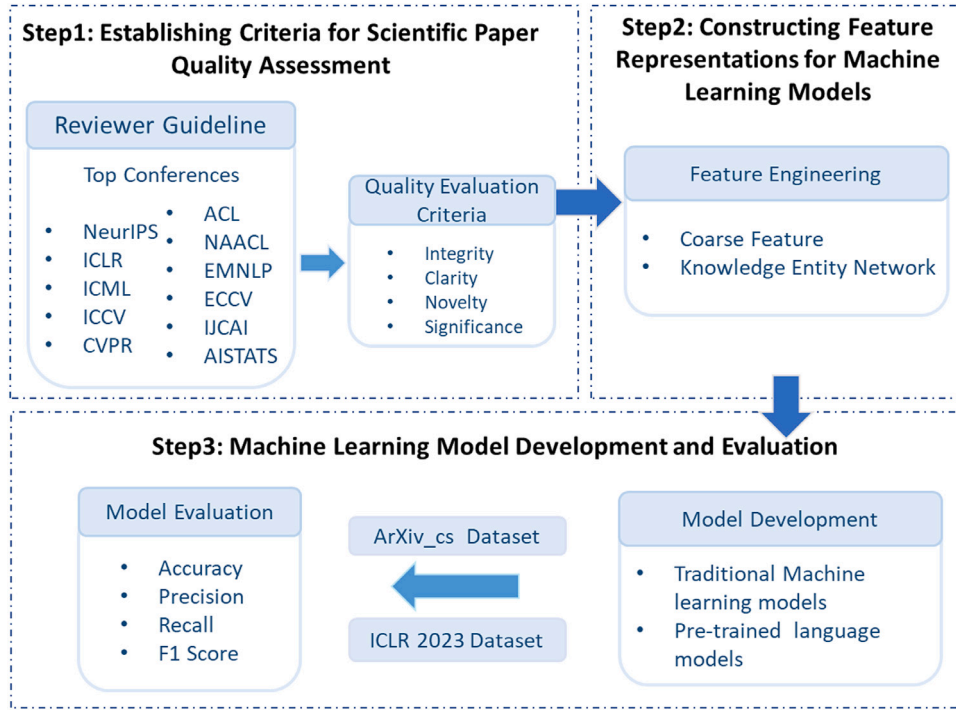 Step1: Establishing Criteria for Scientific Paper
Quality Assessment
Reviewer Guideline
Top Conferences
• NeurIPS
• ICLR
• ICML
• ICCV
• CVPR
• ACL
• NAACL
• EMNLP
• ECCV
• IJCAI
• AISTATS
Quality Evaluation
Criteria
• Integrity
• Clarity
• Novelty
• Significance
Step2: Constructing Feature
Representations for Machine
Learning Models
Feature Engineering
• Coarse Feature
• Knowledge Entity Network
Step3: Machine Learning Model Development and Evaluation
Model Evaluation
• Accuracy
• Precision
• Recall
• F1 Score
ArXiv_cs Dataset
ICLR 2023 Dataset
Model Development
• Traditional Machine
learning models
• Pre-trained language
models